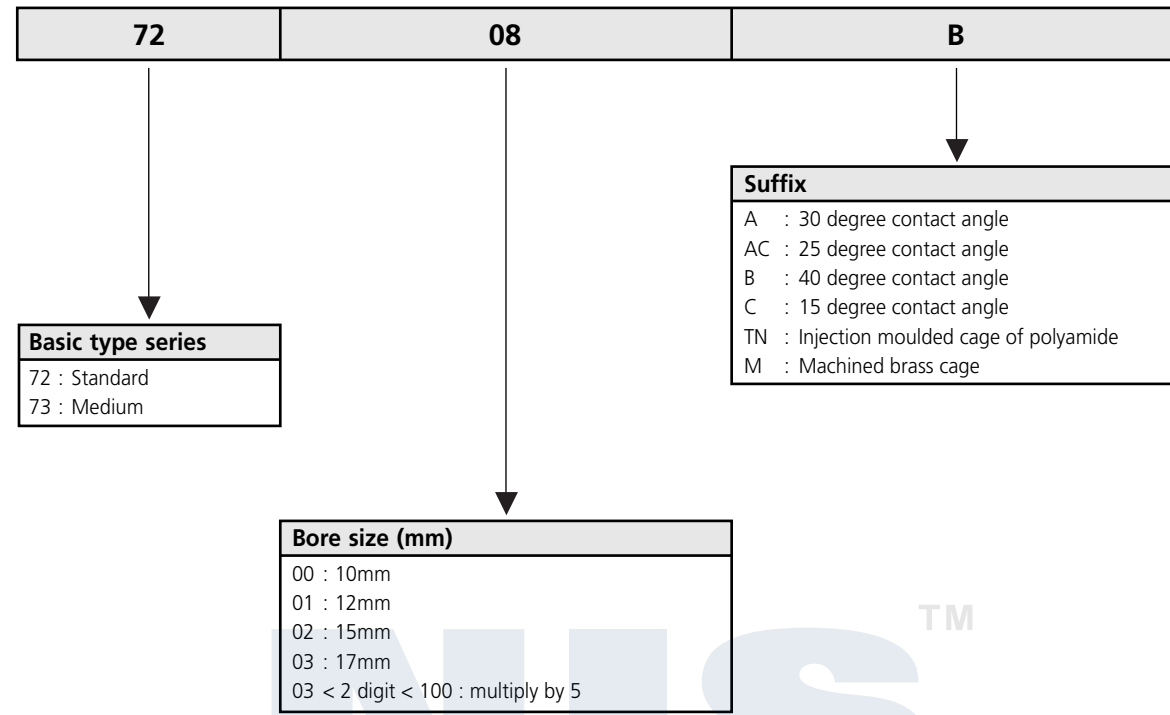 72 08 B
Suffix
A : 30 degree contact angle
AC : 25 degree contact angle
B : 40 degree contact angle
C : 15 degree contact angle
TN : Injection moulded cage of polyamide
M : Machined brass cage
Basic type series
72 : Standard
73 : Medium
Bore size (mm)
00 : 10mm
01 : 12mm
02 : 15mm
03 : 17mm
03 < 2 digit < 100 : multiply by 5
TM